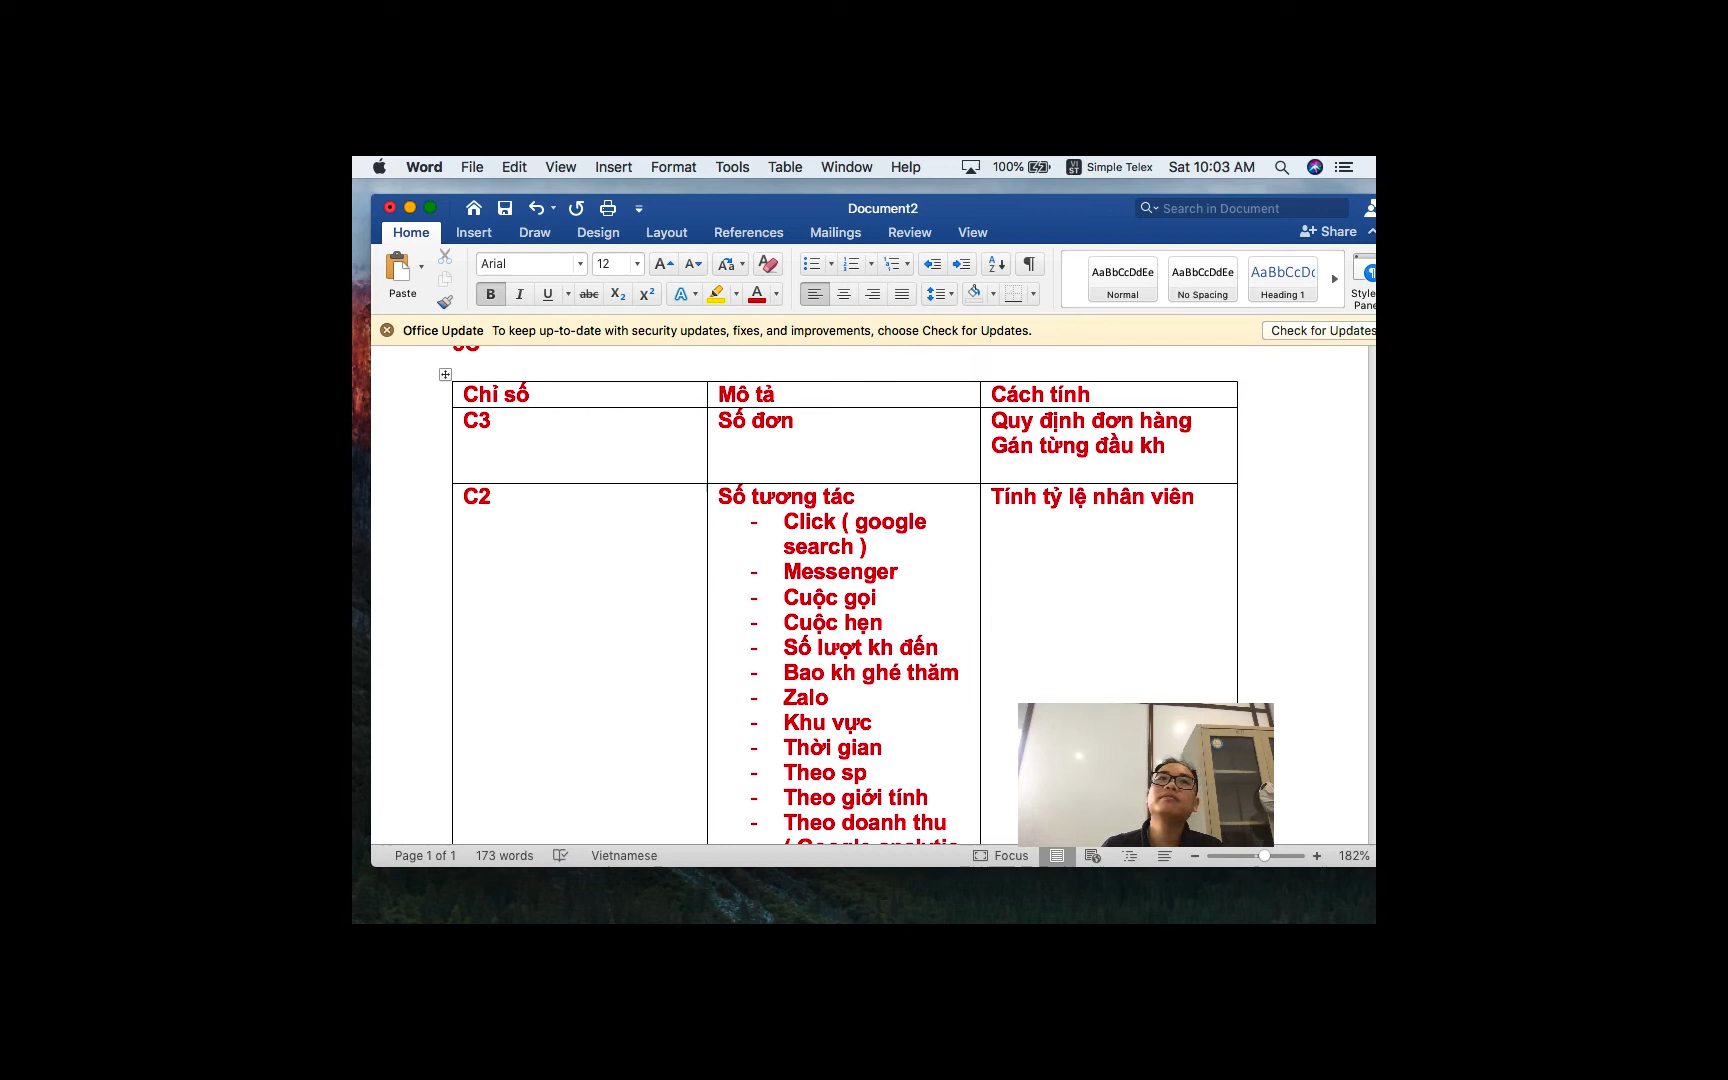 Word File Edit View Insert Format Tools Table Window Help 100% VI ST Simple Telex Sat 10:03 AM
Document2
Search in Document
Home Insert Draw Design Layout References Mailings Review View Share
Paste
Arial 12
AaBbCcDdEe AaBbCcDdEe
Normal No Spacing Heading 1
Office Update To keep up-to-date with security updates, fixes, and improvements, choose Check for Updates. Check for Updates
Chỉ số Mô tả Cách tính
C3 Số đơn Quy định đơn hàng
Gán từng đầu kh
C2 Số tương tác Tính tỷ lệ nhân viên
- Click ( google
search )
- Messenger
- Cuộc gọi
- Cuộc hẹn
- Số lượt kh đến
- Bao kh ghé thăm
- Zalo
- Khu vực
- Thời gian
- Theo sp
- Theo giới tính
- Theo doanh thu
Page 1 of 1 173 words Vietnamese Focus 182%